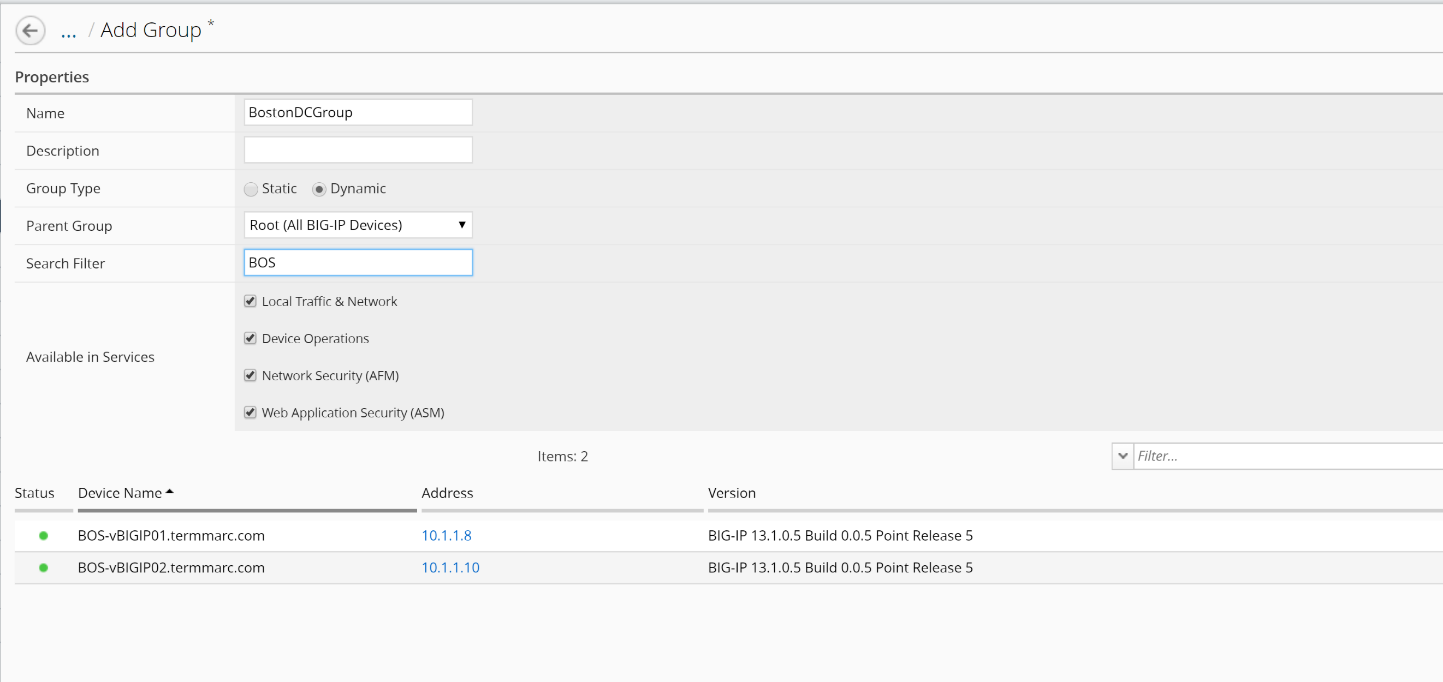 ... / Add Group *
Properties
Name BostonDCGroup
Description
Group Type Static Dynamic
Parent Group Root (All BIG-IP Devices)
Search Filter BOS
Local Traffic & Network
Device Operations
Available in Services
Network Security (AFM)
Web Application Security (ASM)
Items: 2 Filter...
Status Device Name Address Version
BOS-vBIGIP01.termmarc.com 10.1.1.8 BIG-IP 13.1.0.5 Build 0.0.5 Point Release 5
BOS-vBIGIP02.termmarc.com 10.1.1.10 BIG-IP 13.1.0.5 Build 0.0.5 Point Release 5